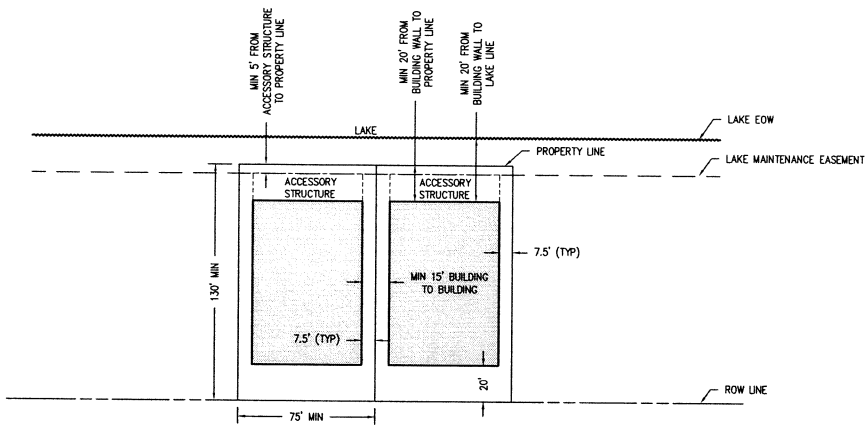 MIN 5' FROM
ACCESSORY STRUCTURE
TO PROPERTY LINE
MIN 20' FROM
BUILDING WALL TO
PROPERTY LINE
MIN 20' FROM
BUILDING WALL TO
LAKE LINE
LAKE
LAKE EOW
PROPERTY LINE
LAKE MAINTENANCE EASEMENT
ACCESSORY
STRUCTURE
ACCESSORY
STRUCTURE
7.5' (TYP)
130' MIN
MIN 15' BUILDING
TO BUILDING
7.5' (TYP)
20'
ROW LINE
75' MIN